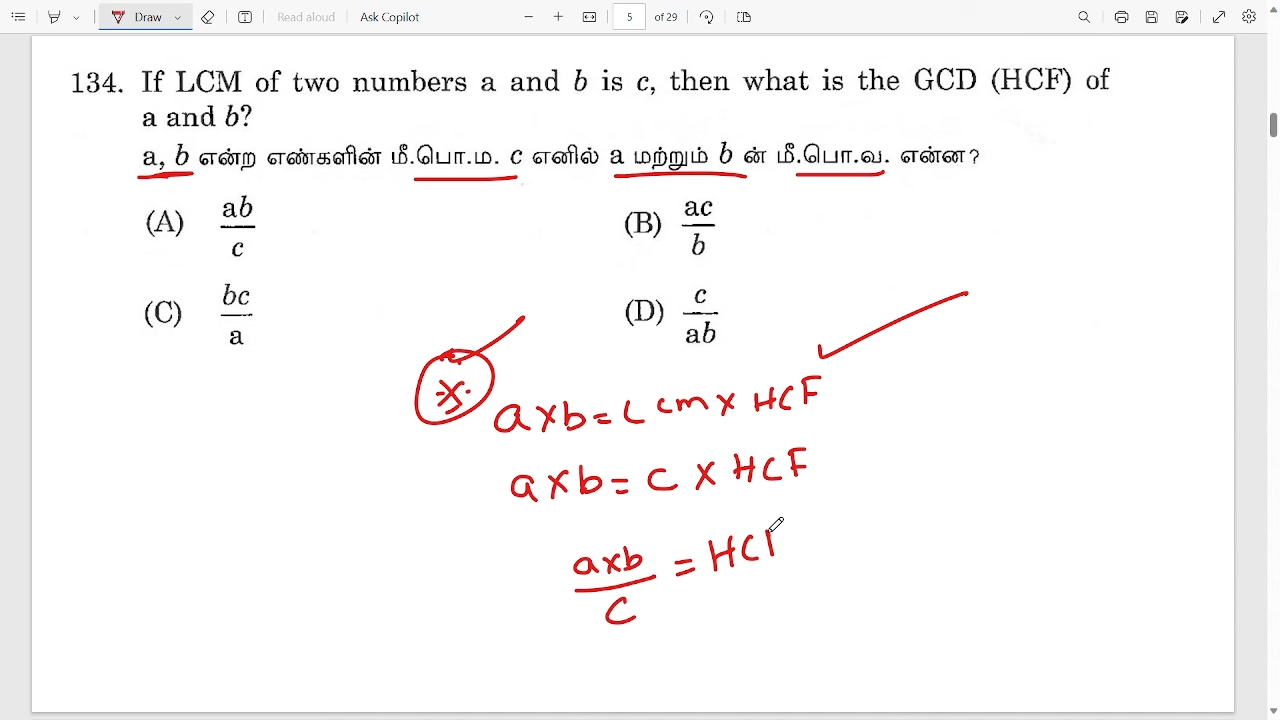 Draw
Read aloud
Ask Copilot
5 of 29
134. If LCM of two numbers a and b is c, then what is the GCD (HCF) of
a and b?
a, b என்ற எண்களின் மீ.பொ.ம. c எனில் a மற்றும் b ன் மீ.பொ.வ. என்ன?
(A) ab/c (B) ac/b
(C) bc/a (D) c/ab
a x b = L cm x HCF
a x b = C x HCF
a x b / C = HCF